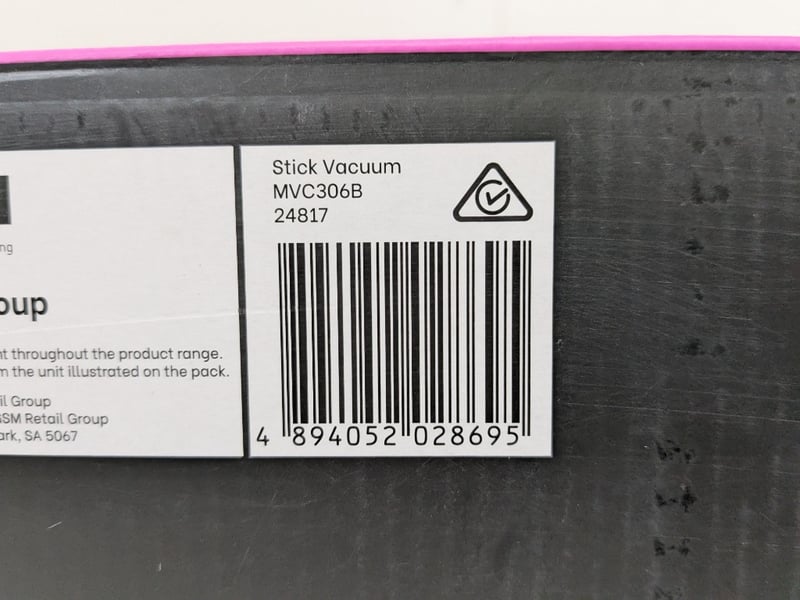 ng
oup
nt throughout the product range.
m the unit illustrated on the pack.
il Group
GSM Retail Group
ark, SA 5067
Stick Vacuum
MVC306B
24817
4 894052 028695